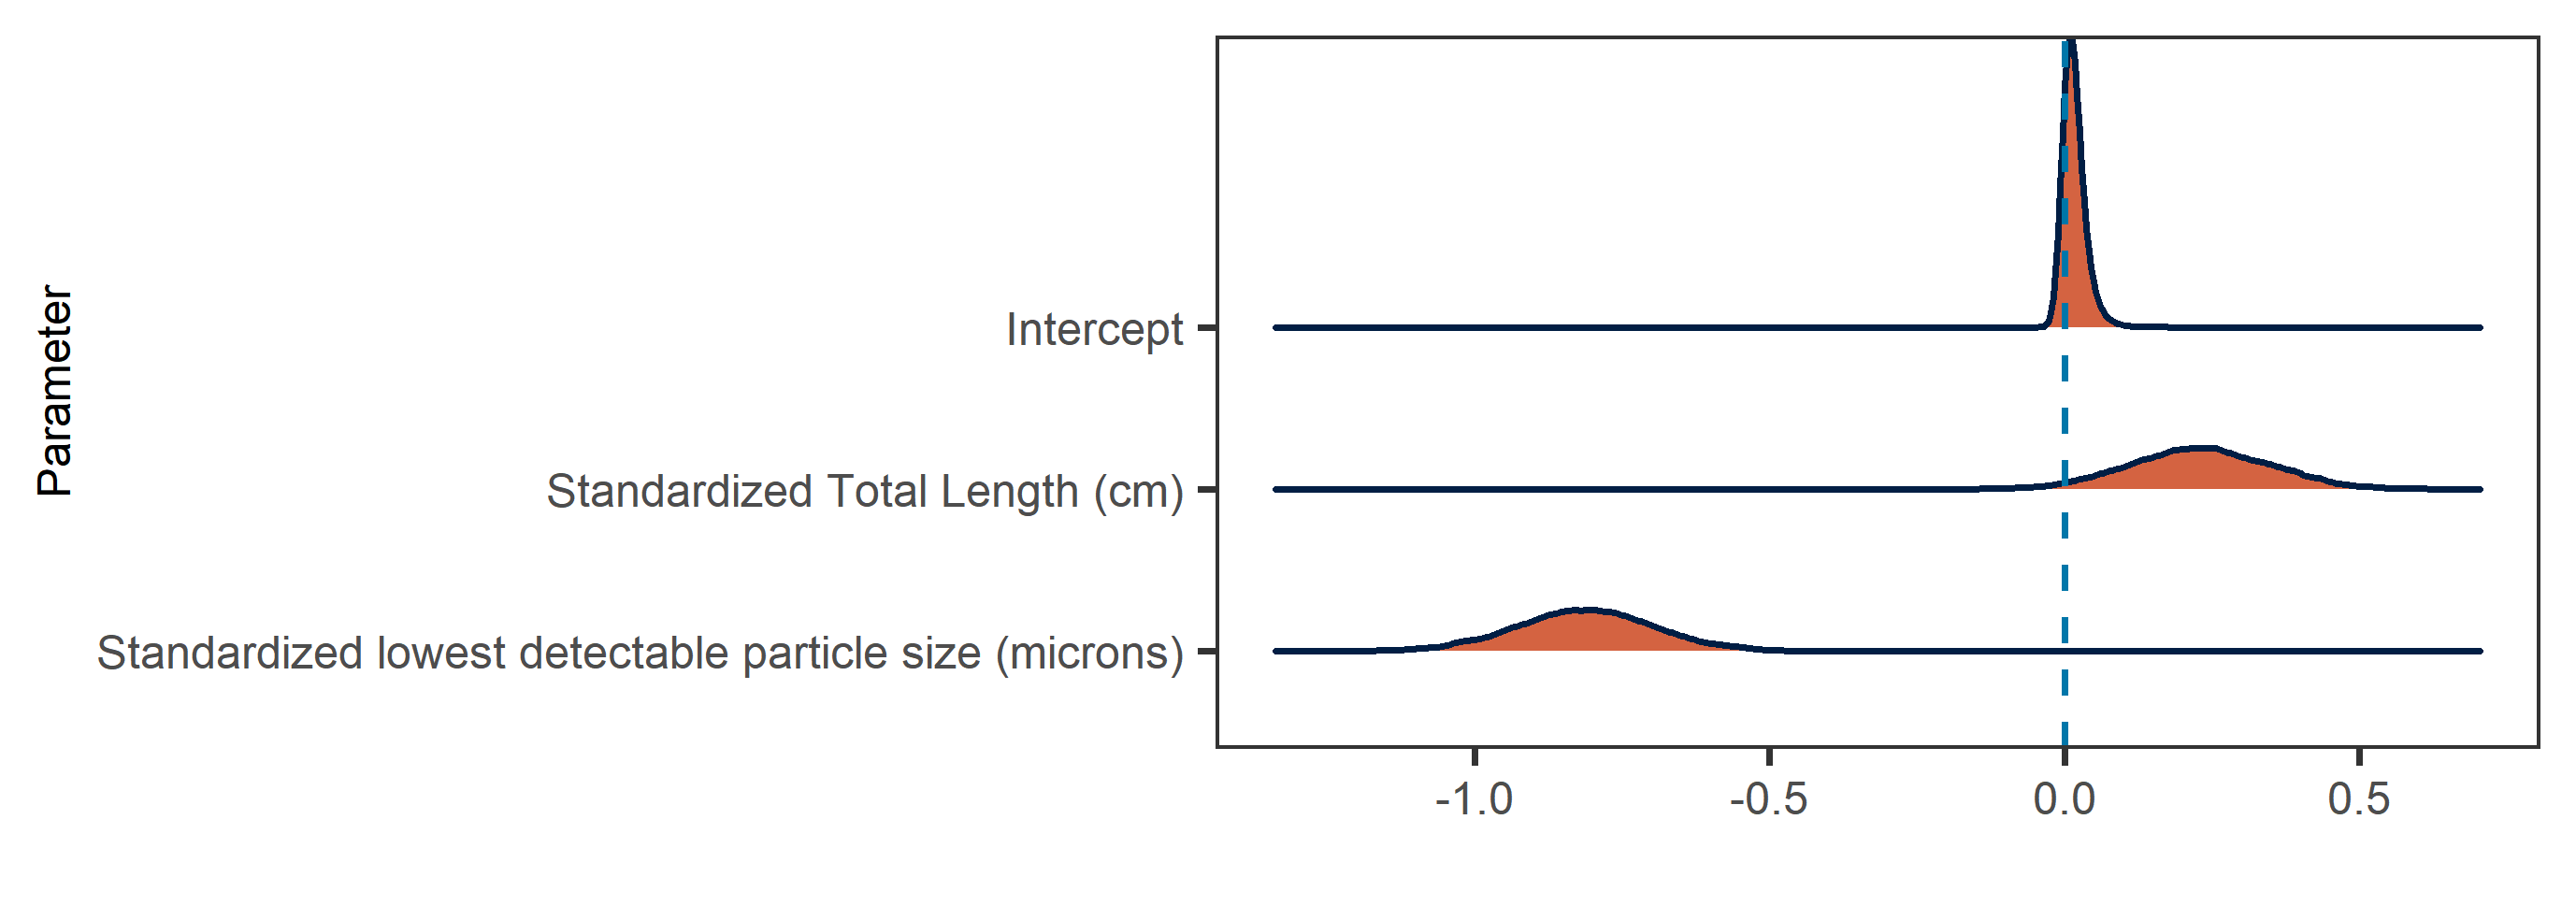 Parameter
Intercept
Standardized Total Length (cm)
Standardized lowest detectable particle size (microns)
-1.0 -0.5 0.0 0.5